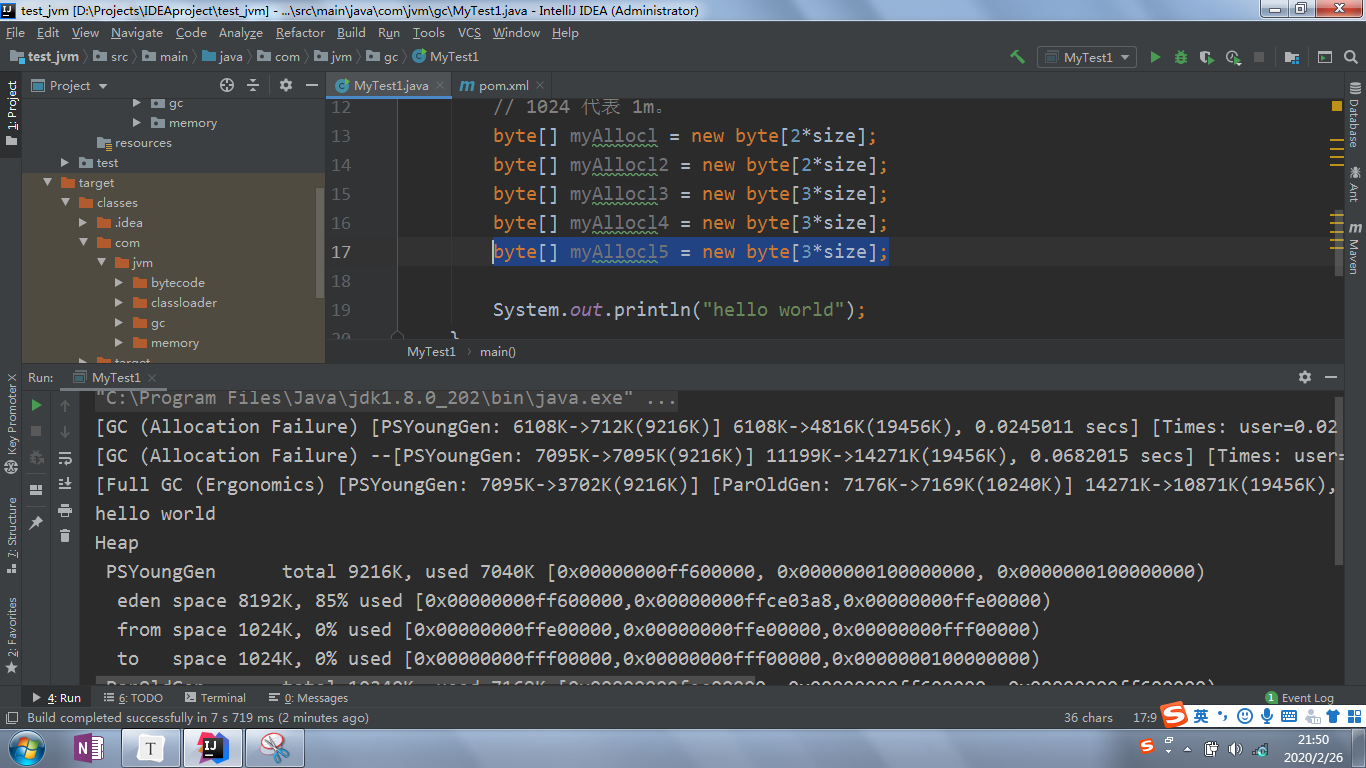 test_jvm [D:\Projects\IDEAproject\test_jvm] - ...\src\main\java\com\jvm\gc\MyTest1.java - IntelliJ IDEA (Administrator)
File Edit View Navigate Code Analyze Refactor Build Run Tools VCS Window Help
test_jvm src main java com jvm gc MyTest1 MyTest1
Project MyTest1.java pom.xml
1: Project
gc
memory
resources
test
target
classes
.idea
com
jvm
bytecode
classloader
gc
memory
12 // 1024 代表 1m。
13 byte[] myAllocl = new byte[2*size];
14 byte[] myAllocl2 = new byte[2*size];
15 byte[] myAllocl3 = new byte[3*size];
16 byte[] myAllocl4 = new byte[3*size];
17 byte[] myAllocl5 = new byte[3*size];
18
19 System.out.println("hello world");
20 }
MyTest1 main()
Database
Ant
Maven
Run: MyTest1
Key Promoter X
7: Structure
2: Favorites
"C:\Program Files\Java\jdk1.8.0_202\bin\java.exe" ...
[GC (Allocation Failure) [PSYoungGen: 6108K->712K(9216K)] 6108K->4816K(19456K), 0.0245011 secs] [Times: user=0.02
[GC (Allocation Failure) --[PSYoungGen: 7095K->7095K(9216K)] 11199K->14271K(19456K), 0.0682015 secs] [Times: user=
[Full GC (Ergonomics) [PSYoungGen: 7095K->3702K(9216K)] [ParOldGen: 7176K->7169K(10240K)] 14271K->10871K(19456K),
hello world
Heap
PSYoungGen total 9216K, used 7040K [0x00000000ff600000, 0x0000000100000000, 0x0000000100000000)
eden space 8192K, 85% used [0x00000000ff600000,0x00000000ffce03a8,0x00000000ffe00000)
from space 1024K, 0% used [0x00000000ffe00000,0x00000000ffe00000,0x00000000fff00000)
to space 1024K, 0% used [0x00000000fff00000,0x00000000fff00000,0x0000000100000000)
4: Run 6: TODO Terminal 0: Messages 1 Event Log
Build completed successfully in 7 s 719 ms (2 minutes ago) 36 chars 17:9
英
21:50
2020/2/26